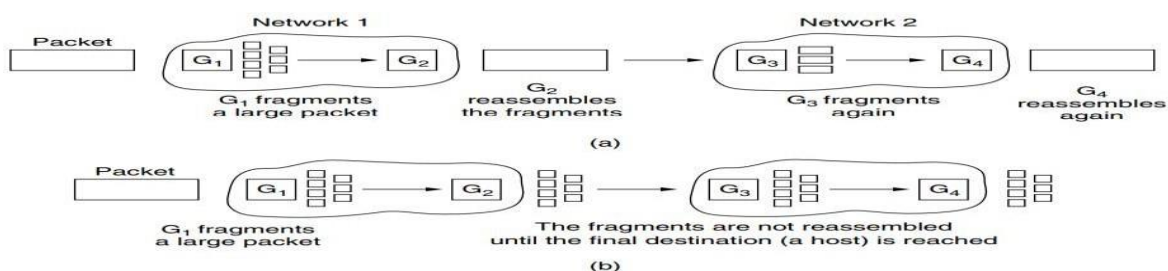 Network 1
Network 2
Packet
G1
G2
G3
G4
G1 fragments
a large packet
G2
reassembles
the fragments
G3 fragments
again
G4
reassembles
again
(a)
Packet
G1
G2
G3
G4
G1 fragments
a large packet
The fragments are not reassembled
until the final destination (a host) is reached
(b)